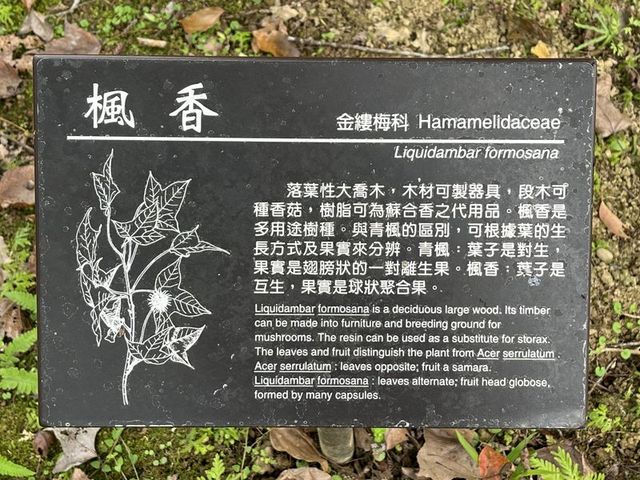 楓香
金縷梅科 Hamamelidaceae
Liquidambar formosana
落葉性大喬木，木材可製器具，段木可
種香菇，樹脂可為蘇合香之代用品。楓香是
多用途樹種。與青楓的區別，可根據葉的生
長方式及果實來分辨。青楓：葉子是對生，
果實是翅膀狀的一對離生果。楓香：葉子是
互生，果實是球狀聚合果。
Liquidambar formosana is a deciduous large wood. Its timber
can be made into furniture and breeding ground for
mushrooms. The resin can be used as a substitute for storax.
The leaves and fruit distinguish the plant from Acer serrulatum .
Acer serrulatum : leaves opposite; fruit a samara.
Liquidambar formosana : leaves alternate; fruit head globose,
formed by many capsules.